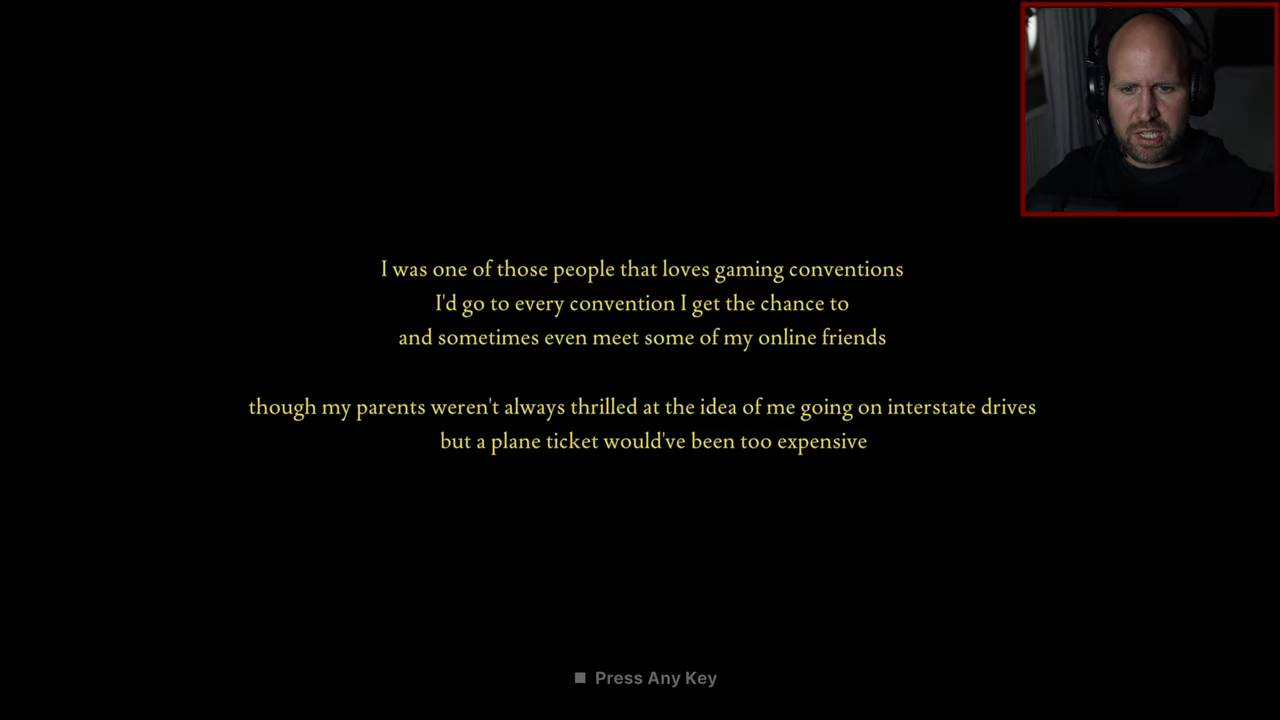 I was one of those people that loves gaming conventions
I'd go to every convention I get the chance to
and sometimes even meet some of my online friends
though my parents weren't always thrilled at the idea of me going on interstate drives
but a plane ticket would've been too expensive
Press Any Key